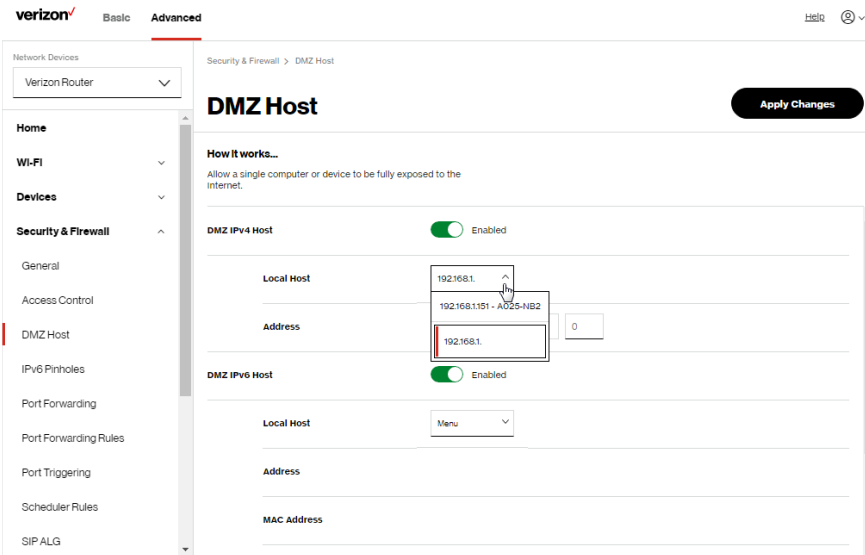 verizon Basic Advanced Help
Network Devices
Verizon Router
Home
Wi-Fi
Devices
Security & Firewall
General
Access Control
DMZ Host
IPv6 Pinholes
Port Forwarding
Port Forwarding Rules
Port Triggering
Scheduler Rules
SIP ALG
Security & Firewall > DMZ Host
DMZ Host
Apply Changes
How it works...
Allow a single computer or device to be fully exposed to the
Internet.
DMZ IPv4 Host Enabled
Local Host 192.168.1.
192.168.1.151 - A025-NB2
192.168.1.
Address 0
DMZ IPv6 Host Enabled
Local Host Menu
Address
MAC Address